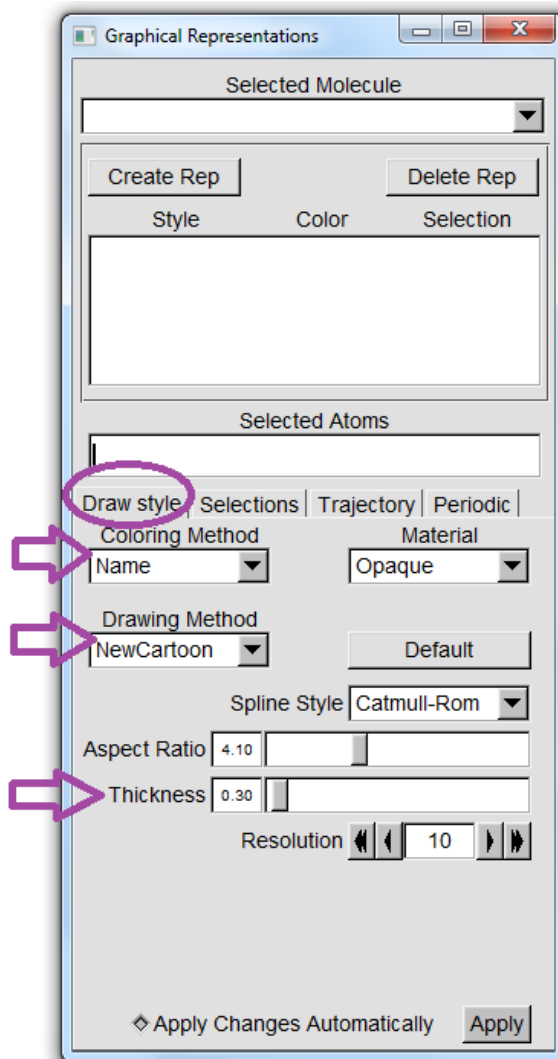 Graphical Representations
Selected Molecule
Create Rep Delete Rep
Style Color Selection
Selected Atoms
Draw style Selections Trajectory Periodic
Coloring Method Material
Name Opaque
Drawing Method
NewCartoon Default
Spline Style Catmull-Rom
Aspect Ratio 4.10
Thickness 0.30
Resolution 10
Apply Changes Automatically Apply